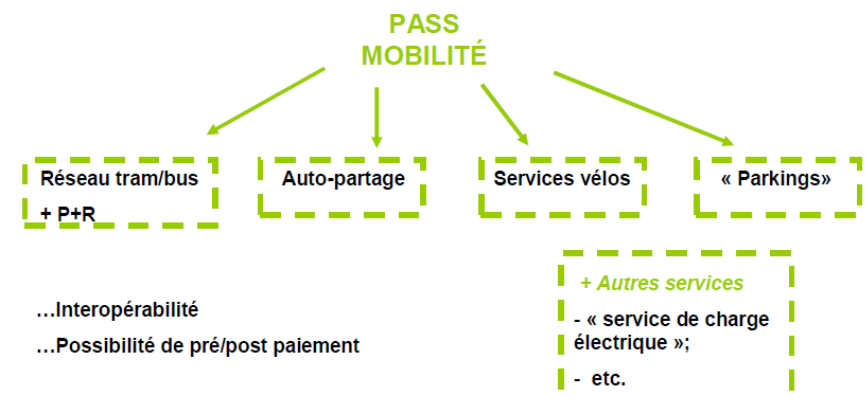 PASS
MOBILITÉ
Réseau tram/bus
+ P+R
Auto-partage
Services vélos
« Parkings»
+ Autres services
- « service de charge
électrique »;
- etc.
…Interopérabilité
…Possibilité de pré/post paiement